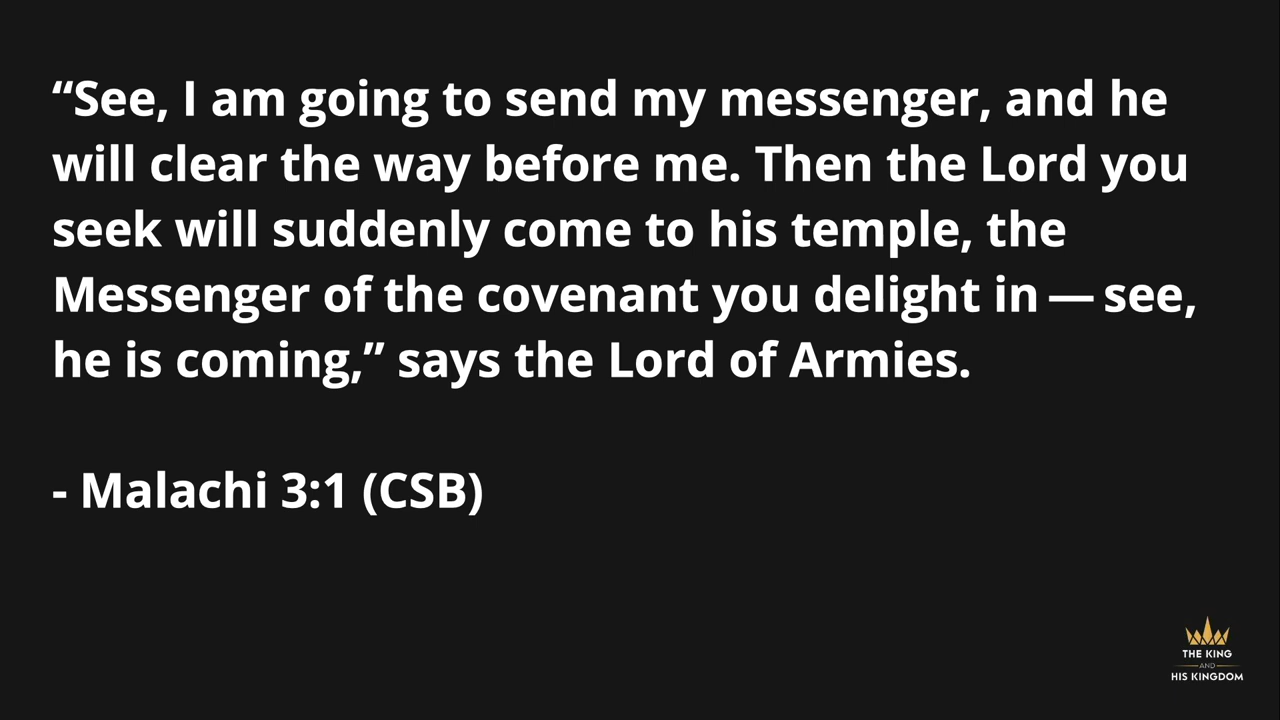 “See, I am going to send my messenger, and he
will clear the way before me. Then the Lord you
seek will suddenly come to his temple, the
Messenger of the covenant you delight in — see,
he is coming,” says the Lord of Armies.
- Malachi 3:1 (CSB)
THE KING
AND
HIS KINGDOM